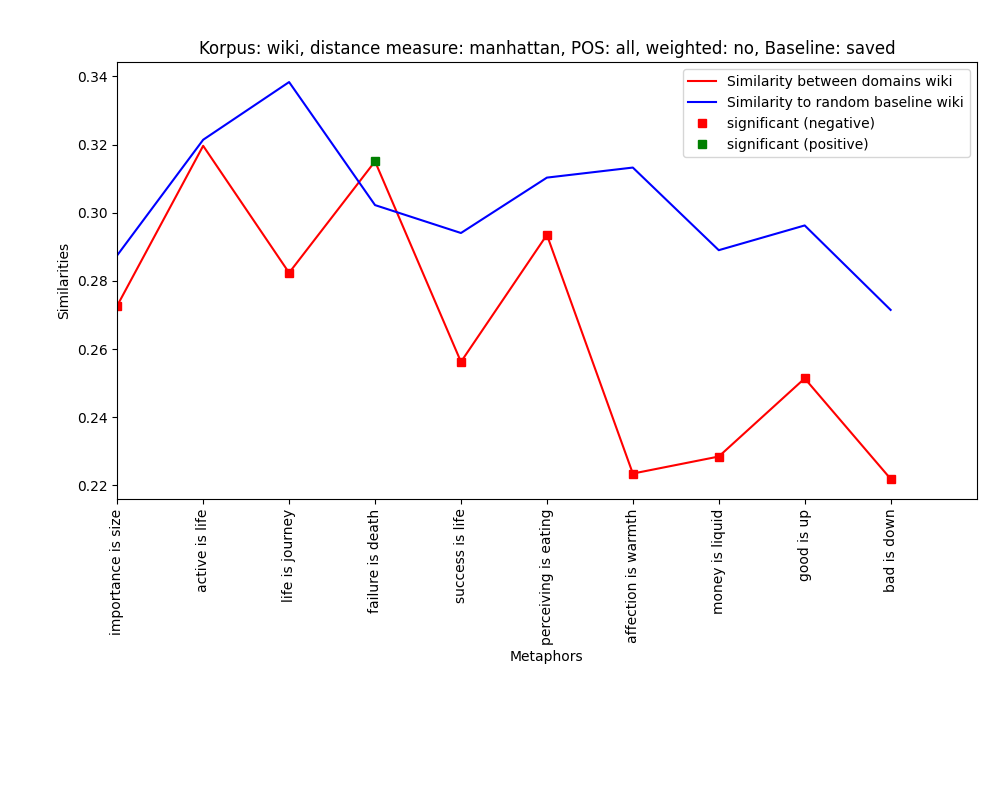 Korpus: wiki, distance measure: manhattan, POS: all, weighted: no, Baseline: saved
Similarity between domains wiki
Similarity to random baseline wiki
significant (negative)
significant (positive)
Similarities
0.34
0.32
0.30
0.28
0.26
0.24
0.22
importance is size
active is life
life is journey
failure is death
success is life
perceiving is eating
affection is warmth
money is liquid
good is up
bad is down
Metaphors